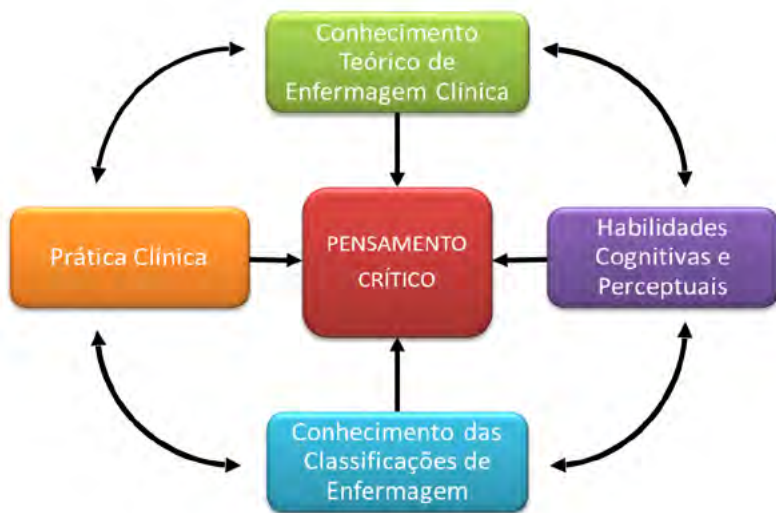 Conhecimento
Teórico de
Enfermagem Clínica
Prática Clínica
PENSAMENTO
CRÍTICO
Habilidades
Cognitivas e
Perceptuais
Conhecimento das
Classificações de
Enfermagem